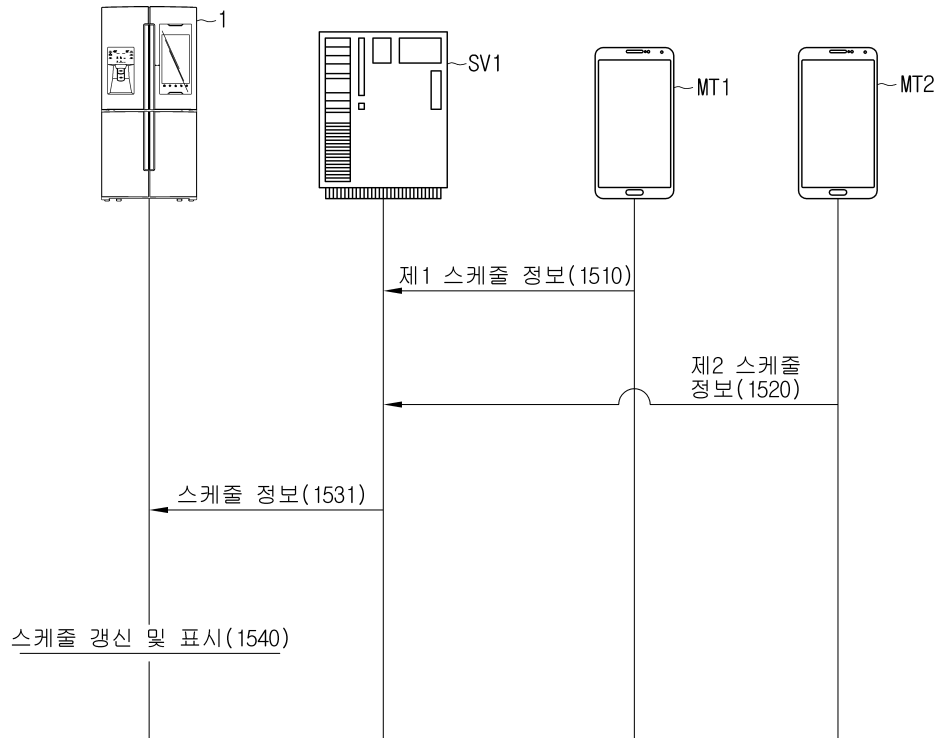 1
SV1
MT1
MT2
제1 스케줄 정보(1510)
제2 스케줄
정보(1520)
스케줄 정보(1531)
스케줄 갱신 및 표시(1540)